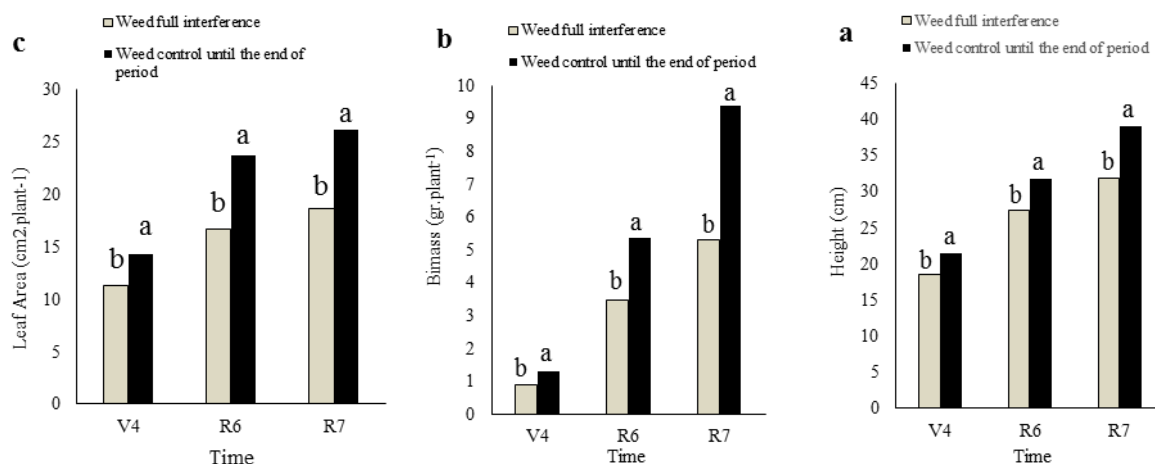 c
Weed full interference
Weed control until the end of
period
Leaf Area (cm2.plant-1)
30
25
20
15
10
5
0
b a
b a
b a
V4 R6 R7
Time
b
Weed full interference
Weed control until the end of period
Bimass (gr.plant-1)
10
9
8
7
6
5
4
3
2
1
0
b a
b a
b a
V4 R6 R7
Time
a
Weed full interference
Weed control until the end of period
Height (cm)
45
40
35
30
25
20
15
10
5
0
b a
b a
b a
V4 R6 R7
Time